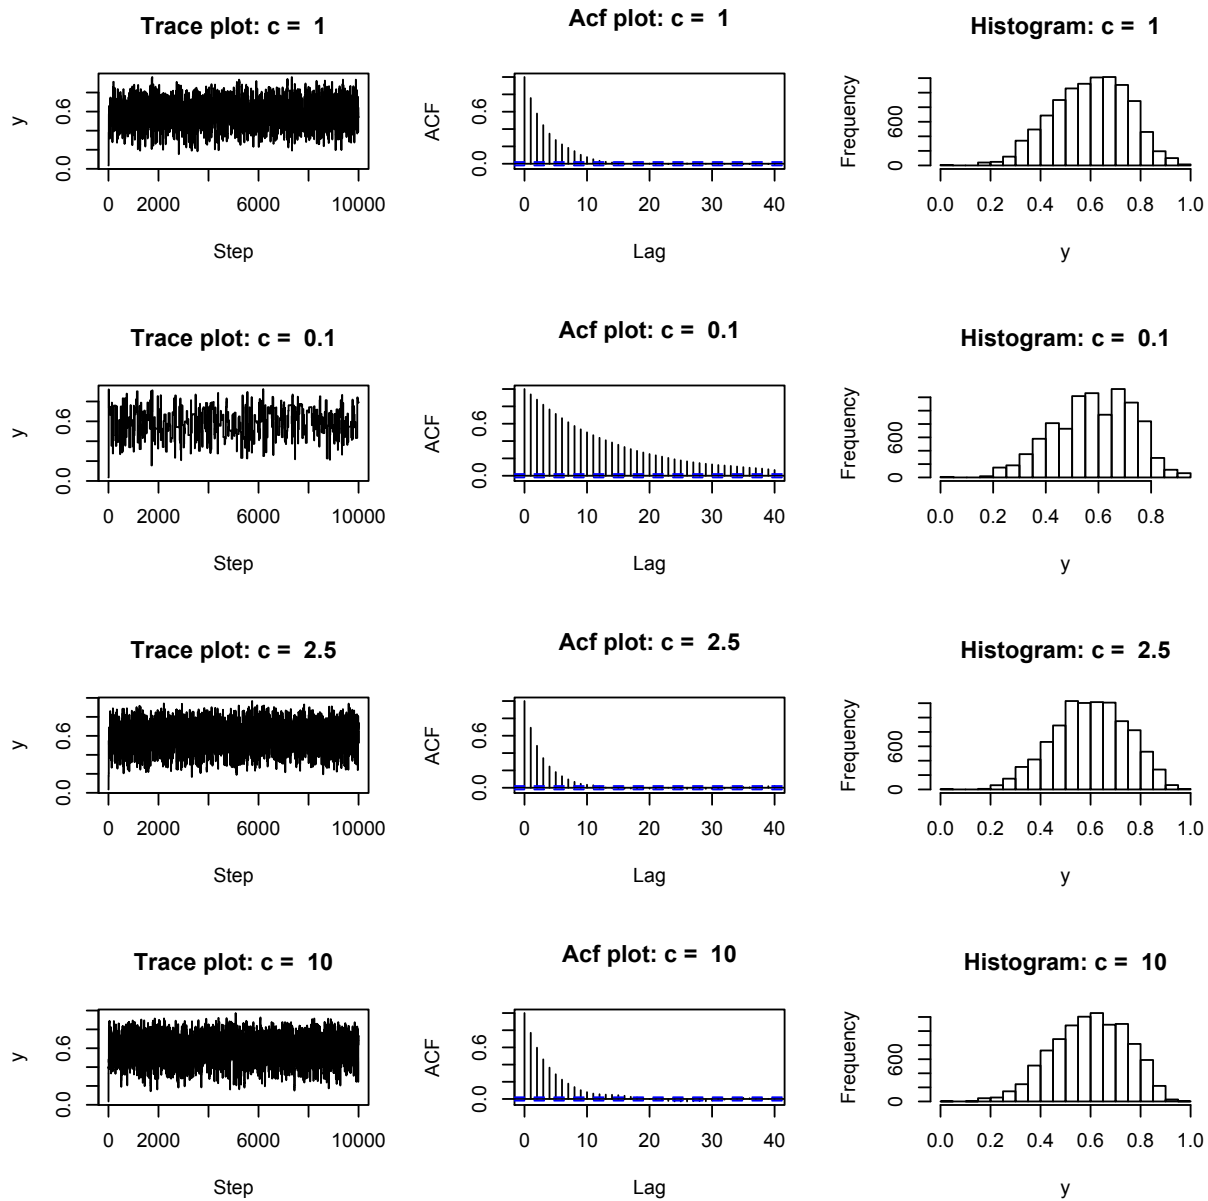 Trace plot: c =  1
Acf plot: c =  1
Histogram: c =  1
y
0.0 0.6
0 2000 6000 10000
Step
ACF
0.0 0.6
0 10 20 30 40
Lag
Frequency
0 600
0.0 0.2 0.4 0.6 0.8 1.0
y
Trace plot: c =  0.1
Acf plot: c =  0.1
Histogram: c =  0.1
y
0.0 0.6
0 2000 6000 10000
Step
ACF
0.0 0.6
0 10 20 30 40
Lag
Frequency
0 600
0.0 0.2 0.4 0.6 0.8
y
Trace plot: c =  2.5
Acf plot: c =  2.5
Histogram: c =  2.5
y
0.0 0.6
0 2000 6000 10000
Step
ACF
0.0 0.6
0 10 20 30 40
Lag
Frequency
0 600
0.0 0.2 0.4 0.6 0.8 1.0
y
Trace plot: c =  10
Acf plot: c =  10
Histogram: c =  10
y
0.0 0.6
0 2000 6000 10000
Step
ACF
0.0 0.6
0 10 20 30 40
Lag
Frequency
0 600
0.0 0.2 0.4 0.6 0.8 1.0
y